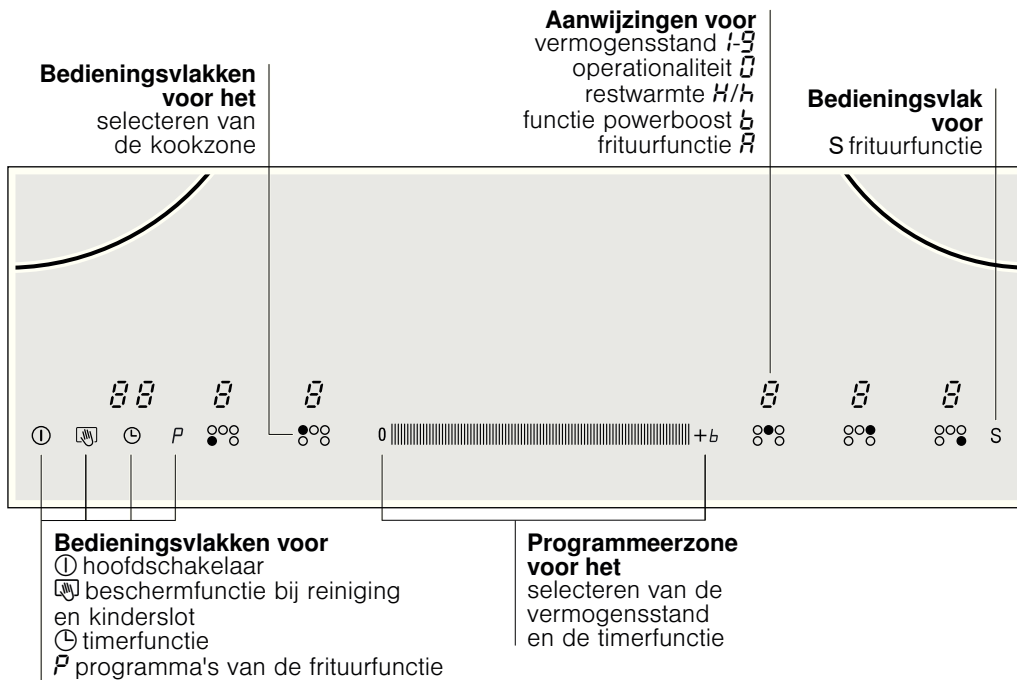 Aanwijzingen voor
vermogensstand 1-9
operationaliteit 0
restwarmte H/h
functie powerboost b
frituurfunctie A
Bedieningsvlakken
voor het
selecteren van
de kookzone
Bedieningsvlak
voor
S frituurfunctie
88 8 8 8 8 8
P 0 +b S
Bedieningsvlakken voor
hoofdschakelaar
beschermfunctie bij reiniging
en kinderslot
timerfunctie
P programma's van de frituurfunctie
Programmeerzone
voor het
selecteren van de
vermogensstand
en de timerfunctie